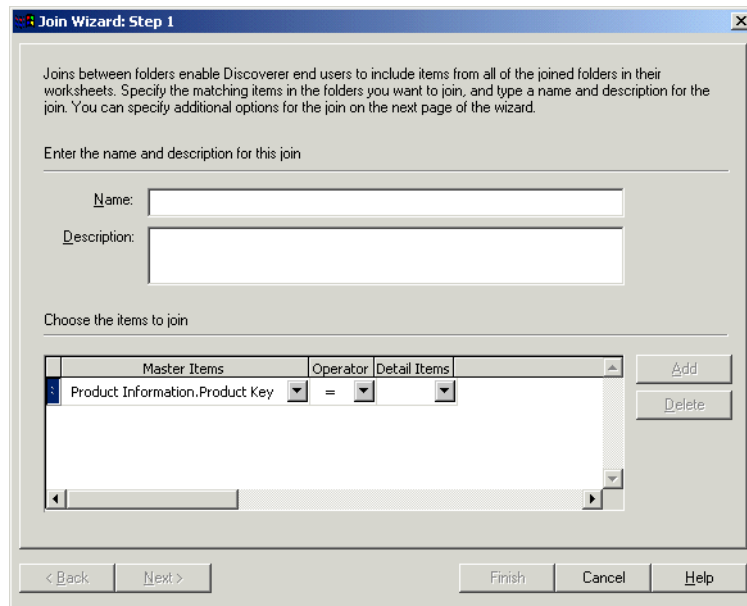 Join Wizard: Step 1
Joins between folders enable Discoverer end users to include items from all of the joined folders in their
worksheets. Specify the matching items in the folders you want to join, and type a name and description for the
join. You can specify additional options for the join on the next page of the wizard.
Enter the name and description for this join
Name:
Description:
Choose the items to join
Master Items Operator Detail Items
Product Information.Product Key =
Add
Delete
< Back Next > Finish Cancel Help